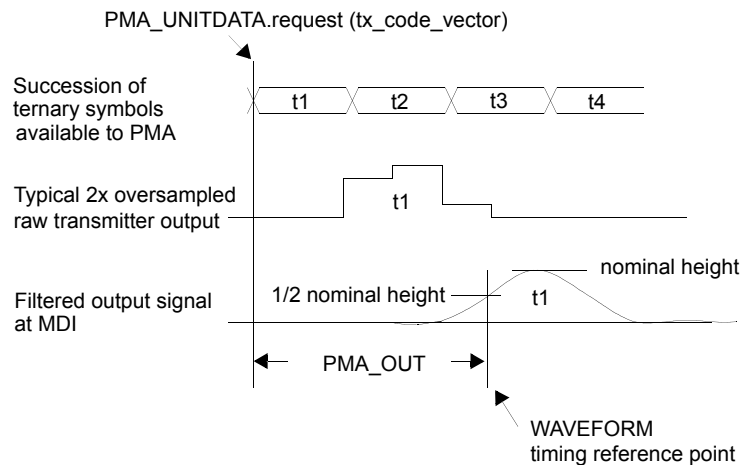 PMA_UNITDATA.request (tx_code_vector)
Succession of
ternary symbols
available to PMA
t1 t2 t3 t4
Typical 2x oversampled
raw transmitter output
t1
nominal height
1/2 nominal height
t1
Filtered output signal
at MDI
PMA_OUT
WAVEFORM
timing reference point